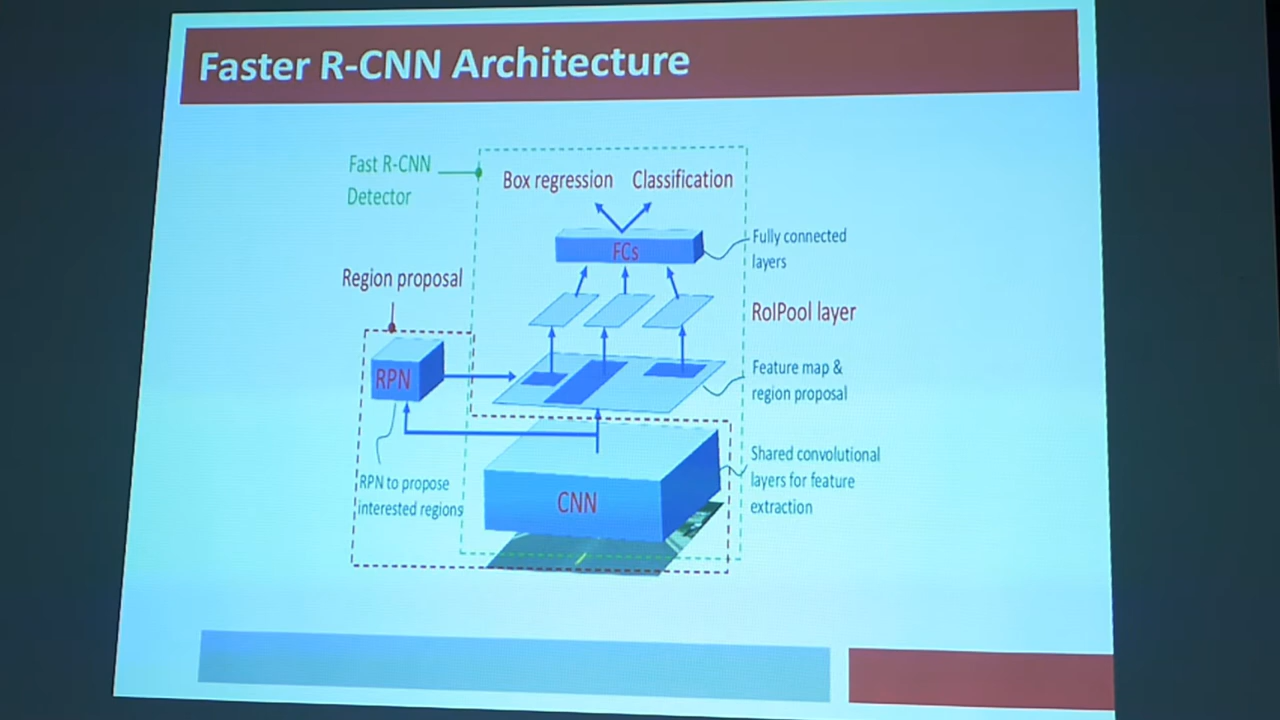 Faster R-CNN Architecture
Fast R-CNN
Detector
Box regression
Classification
FCs
Fully connected
layers
Region proposal
RoIPool layer
RPN
Feature map &
region proposal
RPN to propose
interested regions
CNN
Shared convolutional
layers for feature
extraction